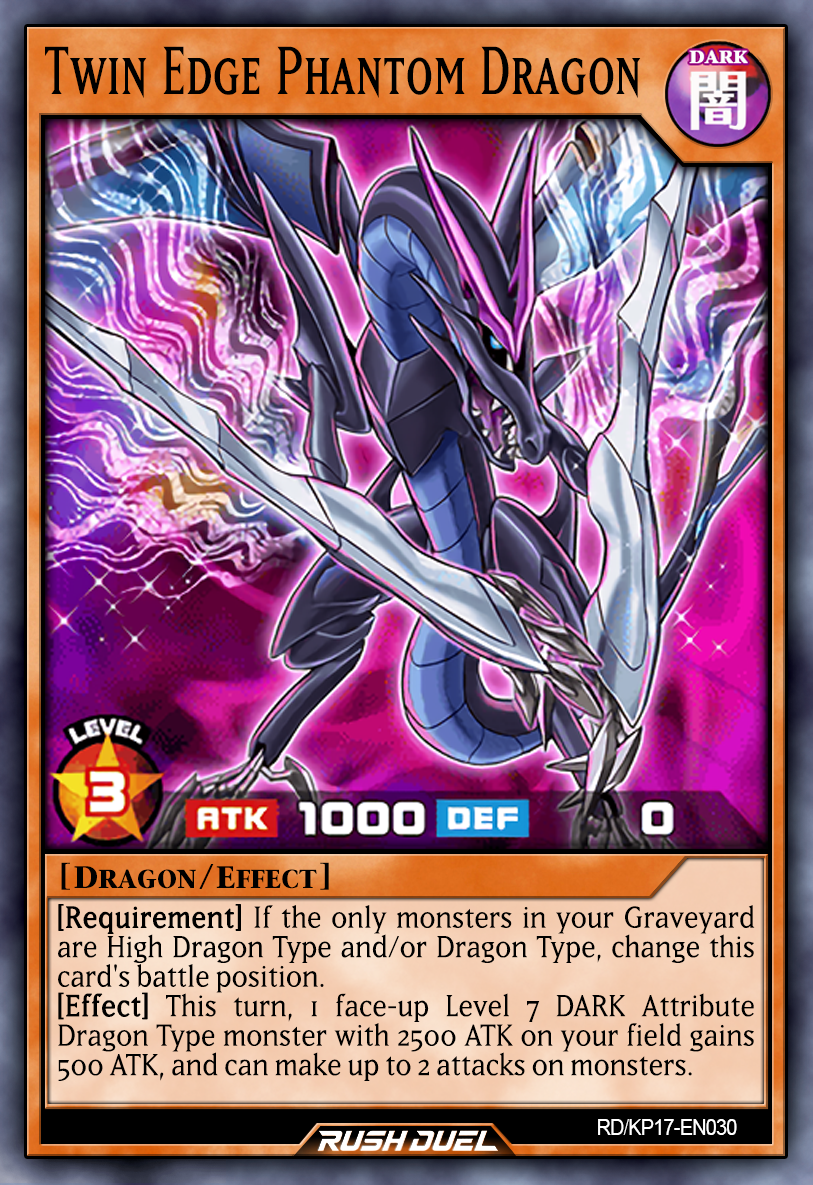 Twin Edge Phantom Dragon
DARK
闇
LEVEL
3
ATK 1000 DEF 0
[Dragon/Effect]
[Requirement] If the only monsters in your Graveyard
are High Dragon Type and/or Dragon Type, change this
card's battle position.
[Effect] This turn, 1 face-up Level 7 DARK Attribute
Dragon Type monster with 2500 ATK on your field gains
500 ATK, and can make up to 2 attacks on monsters.
RD/KP17-EN030
RUSH DUEL